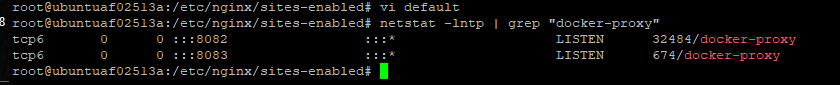 root@ubuntuaf02513a:/etc/nginx/sites-enabled# vi default
8 root@ubuntuaf02513a:/etc/nginx/sites-enabled# netstat -lntp | grep "docker-proxy"
tcp6 0 0 :::8082 :::* LISTEN 32484/docker-proxy
tcp6 0 0 :::8083 :::* LISTEN 674/docker-proxy
root@ubuntuaf02513a:/etc/nginx/sites-enabled#